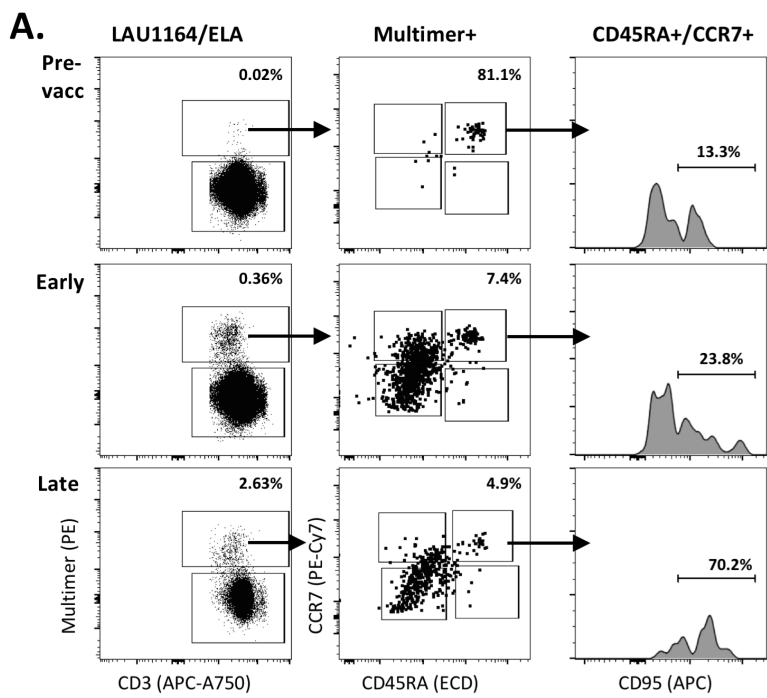 A.
LAU1164/ELA
Multimer+
CD45RA+/CCR7+
Pre-
vacc
0.02%
81.1%
13.3%
Early
0.36%
7.4%
23.8%
Late
2.63%
4.9%
70.2%
Multimer (PE)
CCR7 (PE-Cy7)
CD3 (APC-A750)
CD45RA (ECD)
CD95 (APC)